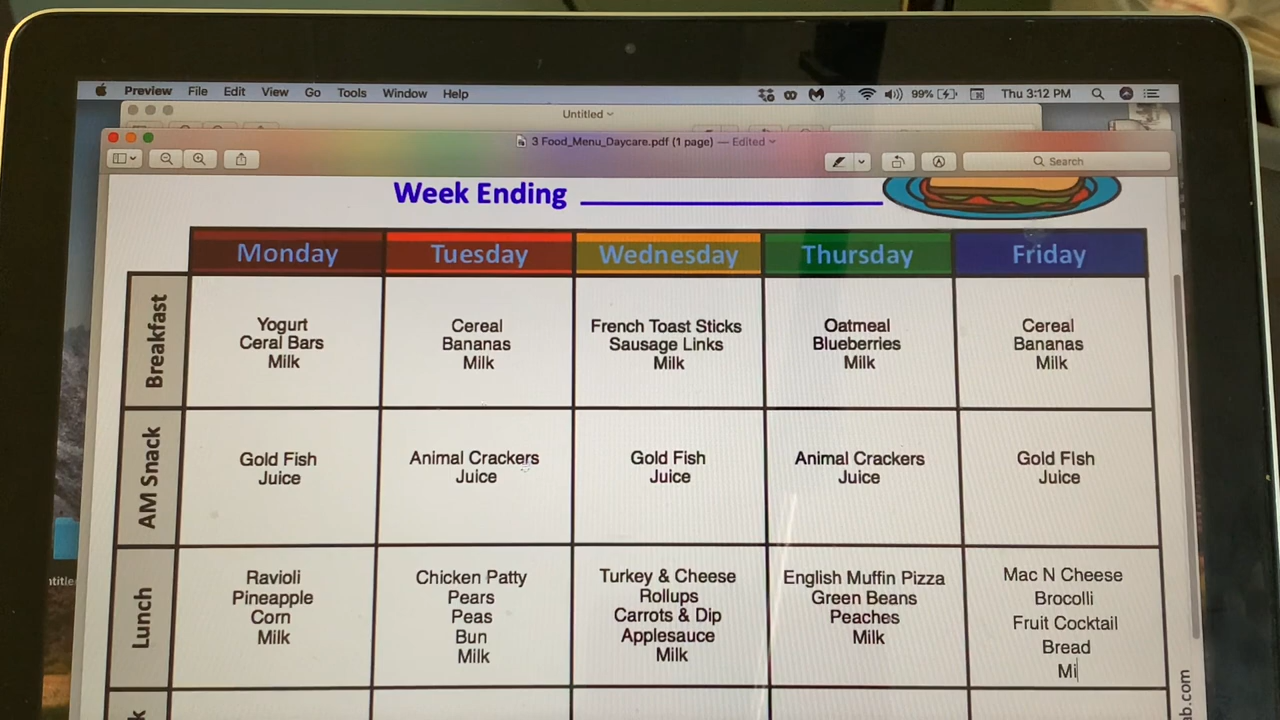 Preview File Edit View Go Tools Window Help 99% Thu 3:12 PM
Untitled
3 Food_Menu_Daycare.pdf (1 page) — Edited
Search
Week Ending
Monday Tuesday Wednesday Thursday Friday
Breakfast
Yogurt
Ceral Bars
Milk
Cereal
Bananas
Milk
French Toast Sticks
Sausage Links
Milk
Oatmeal
Blueberries
Milk
Cereal
Bananas
Milk
AM Snack
Gold Fish
Juice
Animal Crackers
Juice
Gold Fish
Juice
Animal Crackers
Juice
Gold FIsh
Juice
Lunch
Ravioli
Pineapple
Corn
Milk
Chicken Patty
Pears
Peas
Bun
Milk
Turkey & Cheese
Rollups
Carrots & Dip
Applesauce
Milk
English Muffin Pizza
Green Beans
Peaches
Milk
Mac N Cheese
Brocolli
Fruit Cocktail
Bread
Mi